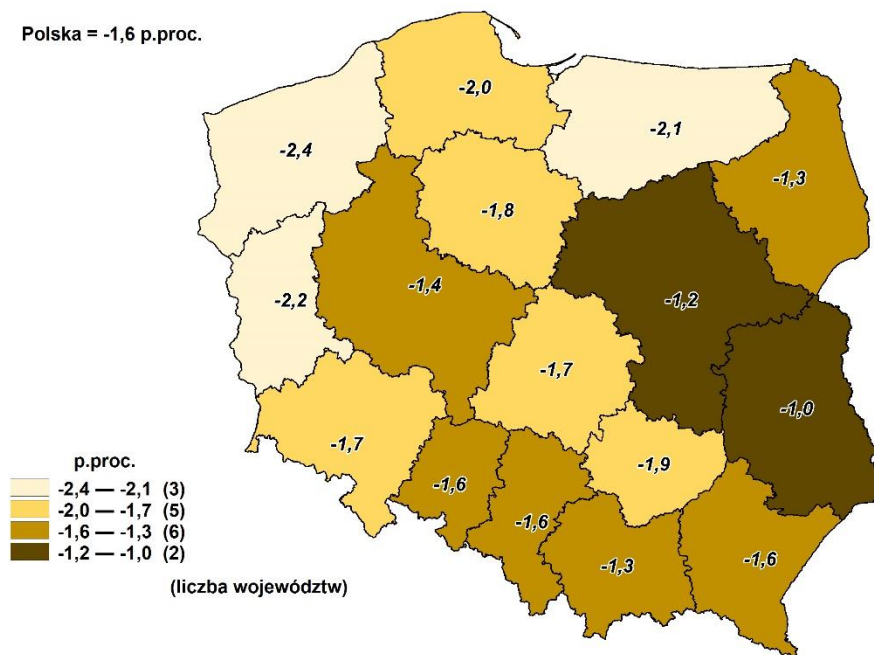 Polska = -1,6 p.proc.
-2,0
-2,1
-2,4
-1,3
-1,8
-1,4
-2,2
-1,2
-1,7
-1,0
-1,7
-1,9
-1,6
-1,6
-1,3
-1,6
p.proc.
-2,4 — -2,1 (3)
-2,0 — -1,7 (5)
-1,6 — -1,3 (6)
-1,2 — -1,0 (2)
(liczba województw)